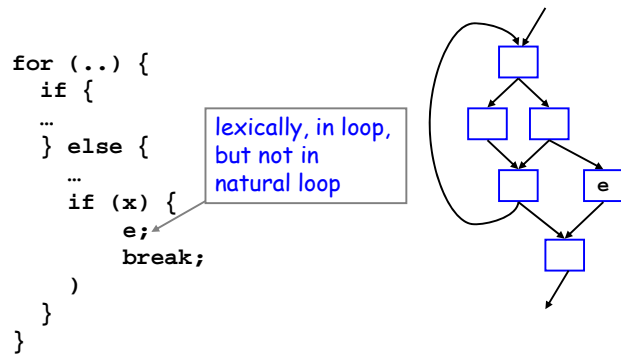 for (..) {
if {
…
} else {
…
if (x) {
e;
break;
)
}
}
lexically, in loop,
but not in
natural loop
e